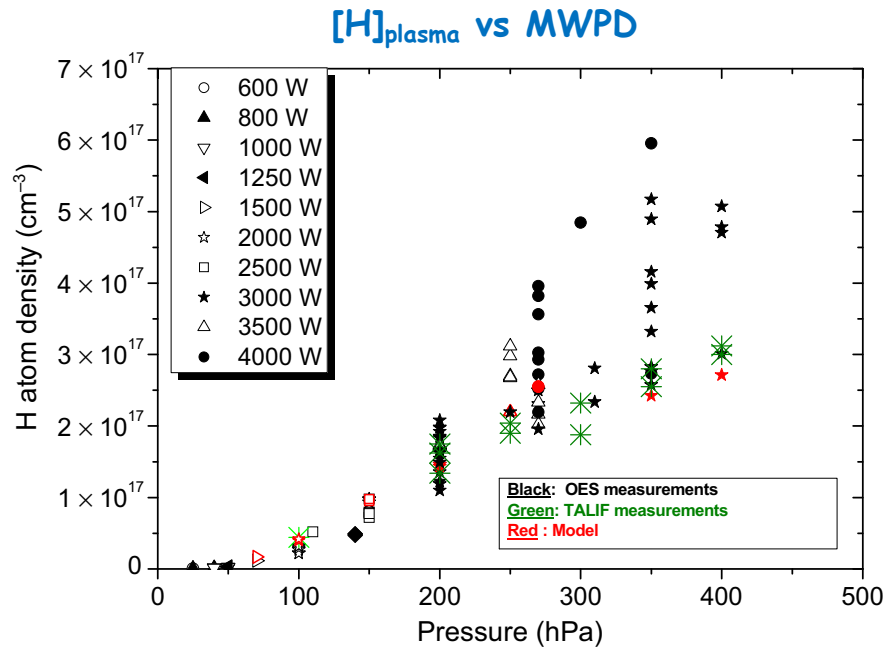 [H]plasma vs MWPD
7 × 10 17
6 × 10 17
5 × 10 17
4 × 10 17
3 × 10 17
2 × 10 17
1 × 10 17
0
H atom density (cm−3)
600 W
800 W
1000 W
1250 W
1500 W
2000 W
2500 W
3000 W
3500 W
4000 W
Black: OES measurements
Green: TALIF measurements
Red : Model
0 100 200 300 400 500
Pressure (hPa)